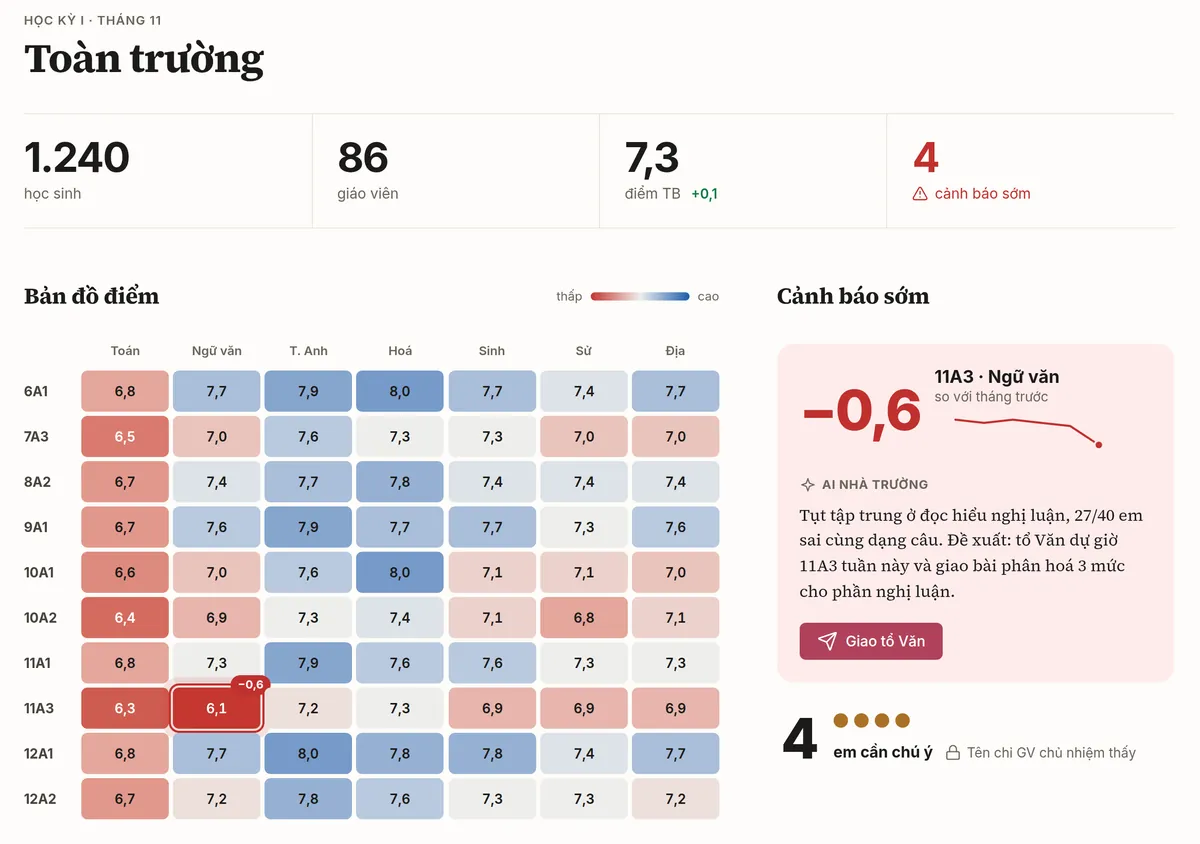 HỌC KỲ I · THÁNG 11
Toàn trường
1.240
học sinh
86
giáo viên
7,3
điểm TB +0,1
4
cảnh báo sớm
Bản đồ điểm
thấp cao
Toán Ngữ văn T. Anh Hoá Sinh Sử Địa
6A1 6,8 7,7 7,9 8,0 7,7 7,4 7,7
7A3 6,5 7,0 7,6 7,3 7,3 7,0 7,0
8A2 6,7 7,4 7,7 7,8 7,4 7,4 7,4
9A1 6,7 7,6 7,9 7,7 7,7 7,3 7,6
10A1 6,6 7,0 7,6 8,0 7,1 7,1 7,0
10A2 6,4 6,9 7,3 7,4 7,1 6,8 7,1
11A1 6,8 7,3 7,9 7,6 7,6 7,3 7,3
−0,6
11A3 6,3 6,1 7,2 7,3 6,9 6,9 6,9
12A1 6,8 7,7 8,0 7,8 7,8 7,4 7,7
12A2 6,7 7,2 7,8 7,6 7,3 7,3 7,2
Cảnh báo sớm
−0,6
11A3 · Ngữ văn
so với tháng trước
AI NHÀ TRƯỜNG
Tụt tập trung ở đọc hiểu nghị luận, 27/40 em
sai cùng dạng câu. Đề xuất: tổ Văn dự giờ
11A3 tuần này và giao bài phân hoá 3 mức
cho phần nghị luận.
Giao tổ Văn
4
em cần chú ý
Tên chỉ GV chủ nhiệm thấy